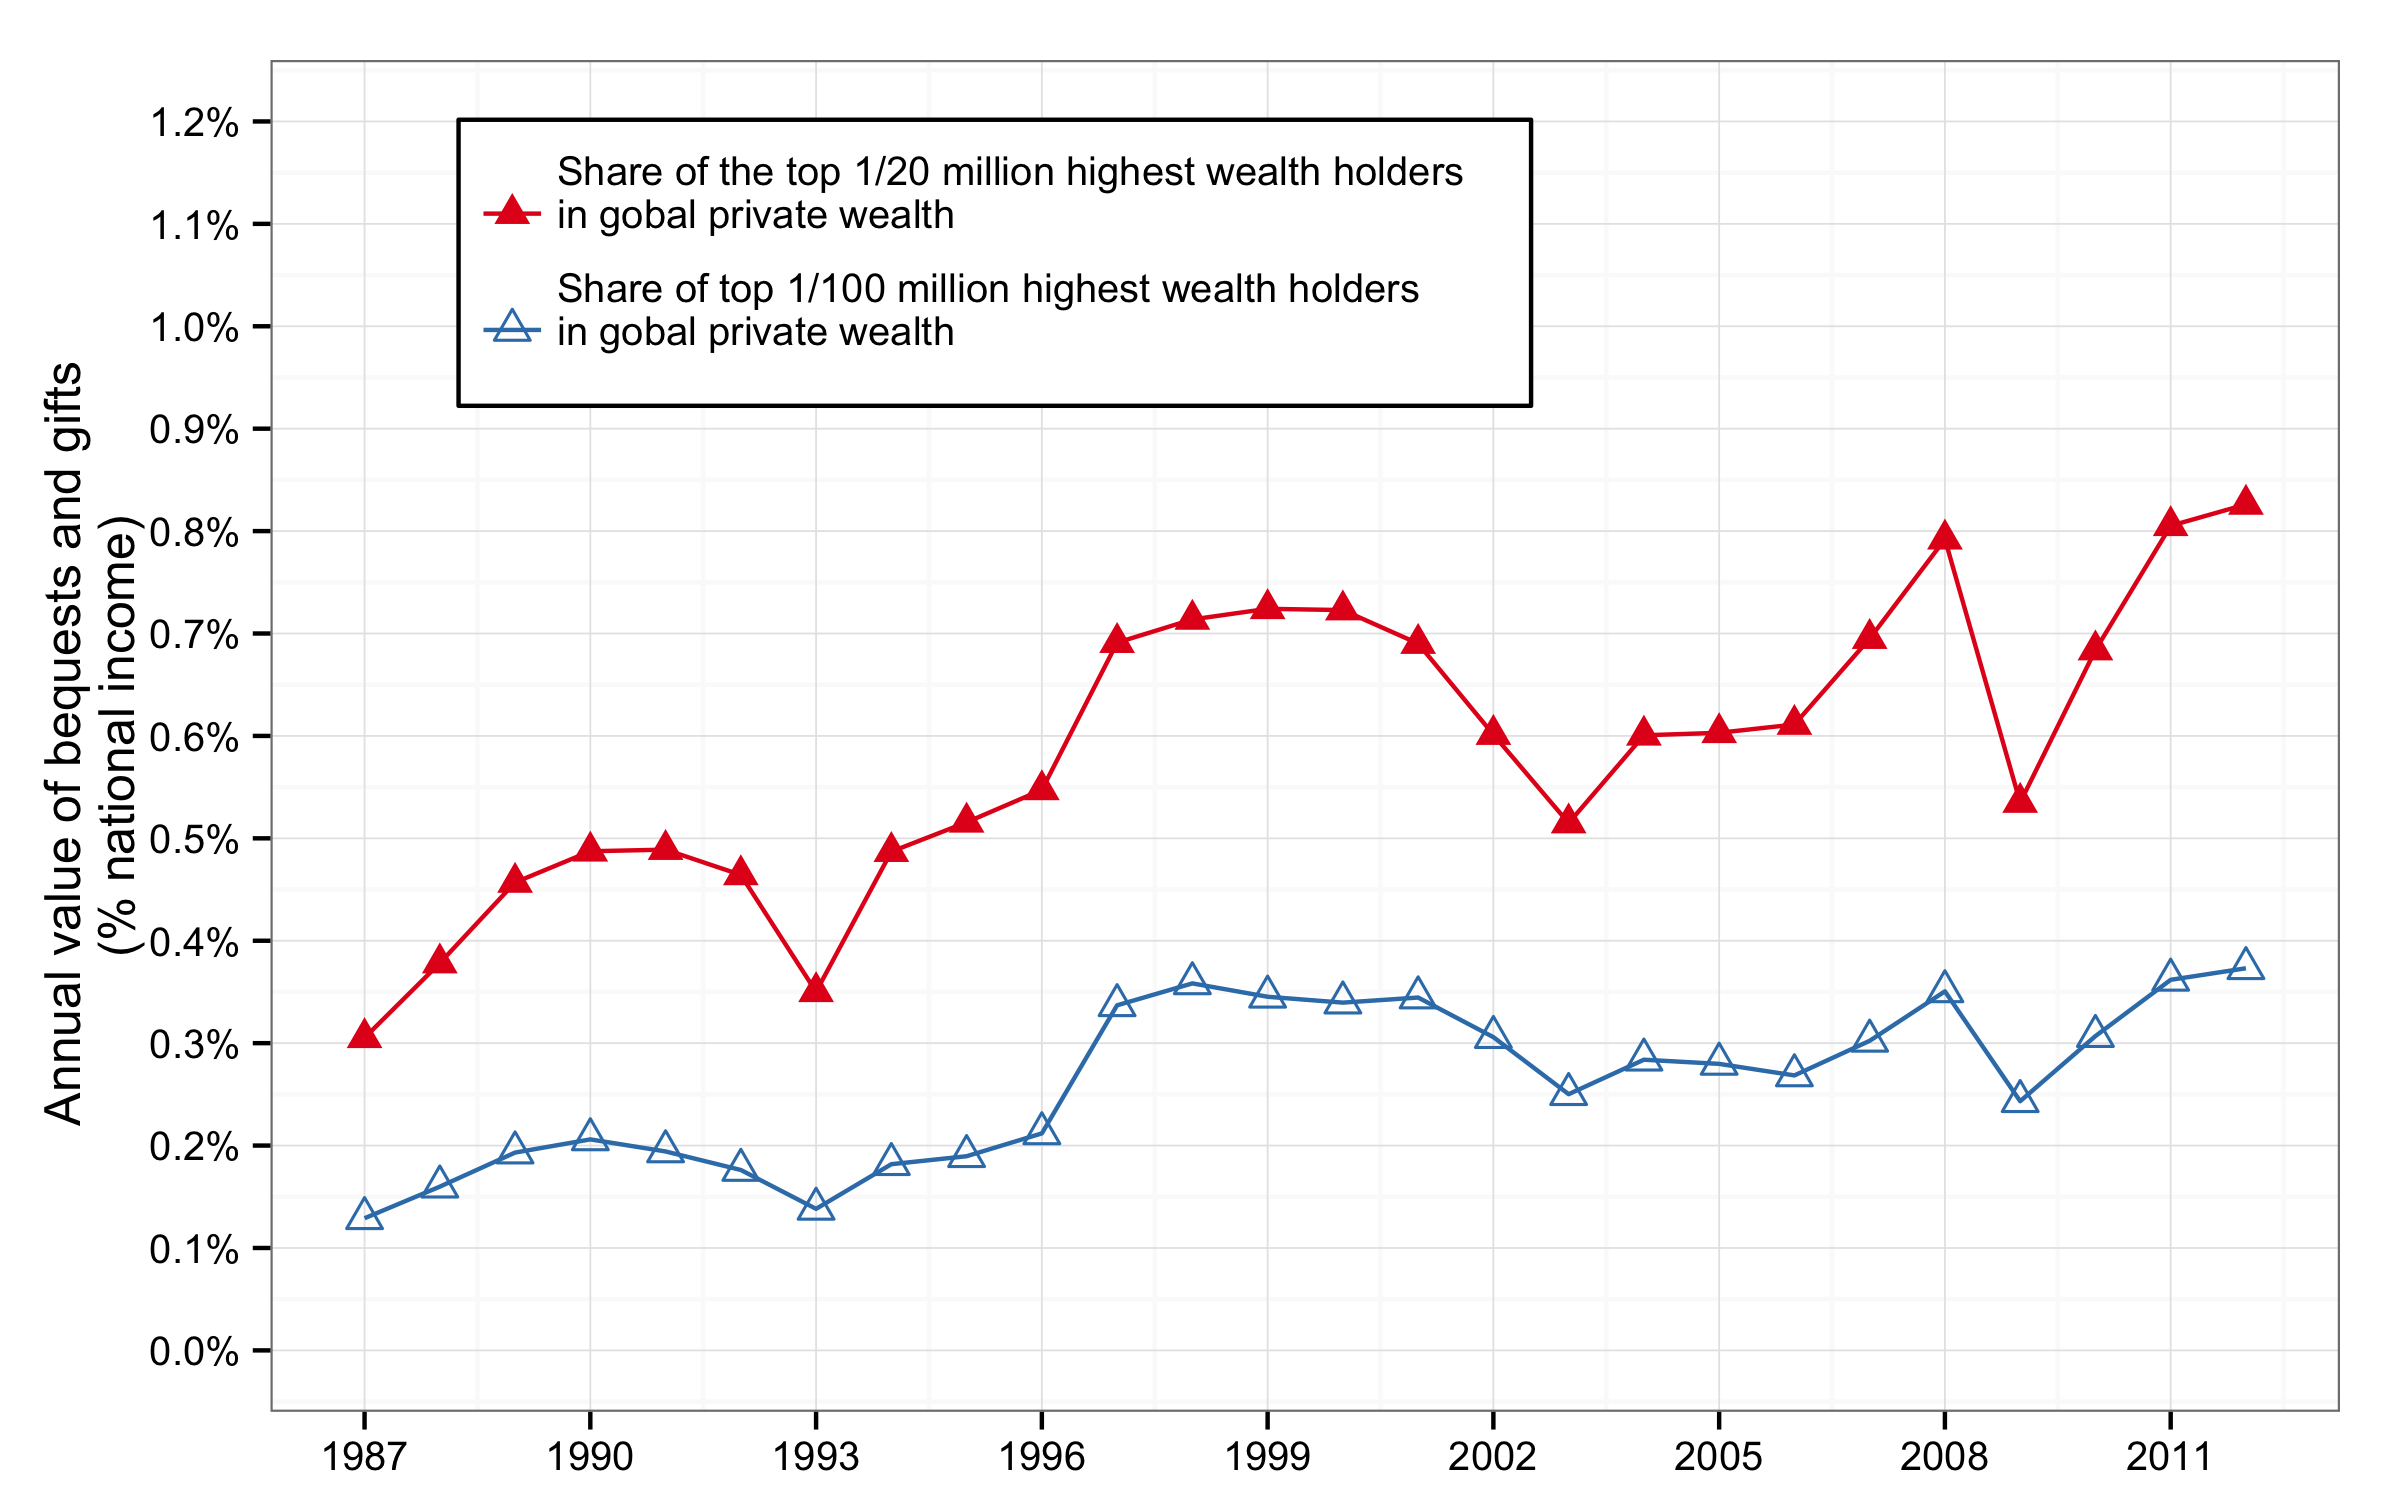 Annual value of bequests and gifts
(% national income)
1.2%
1.1%
1.0%
0.9%
0.8%
0.7%
0.6%
0.5%
0.4%
0.3%
0.2%
0.1%
0.0%
Share of the top 1/20 million highest wealth holders
in gobal private wealth
Share of top 1/100 million highest wealth holders
in gobal private wealth
1987 1990 1993 1996 1999 2002 2005 2008 2011